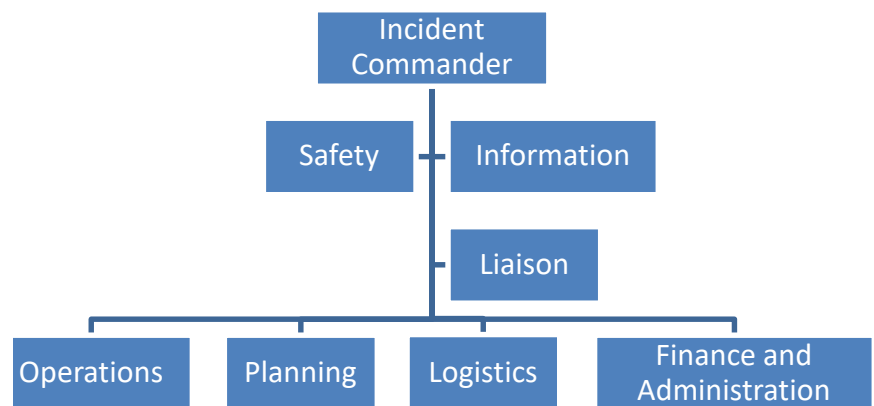 Incident
Commander
Safety
Information
Liaison
Operations
Planning
Logistics
Finance and
Administration